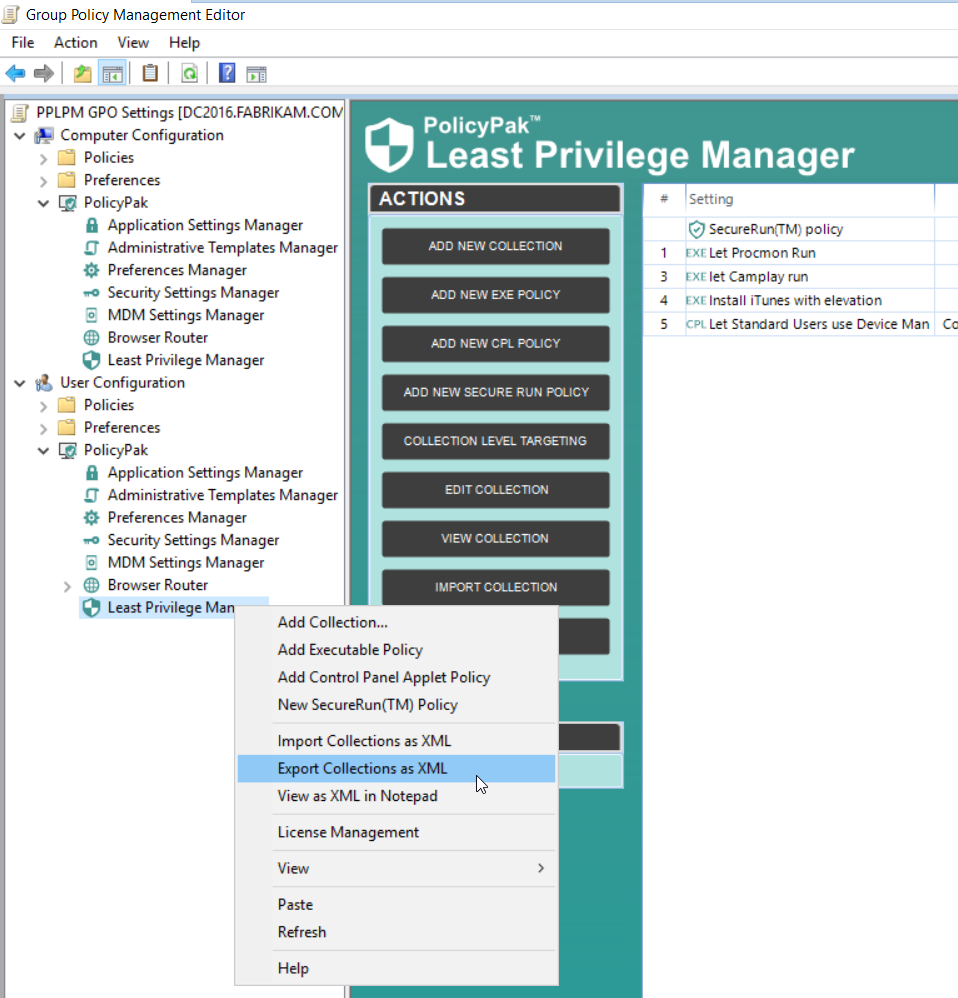 Group Policy Management Editor
File Action View Help
PPLPM GPO Settings [DC2016.FABRIKAM.COM
Computer Configuration
Policies
Preferences
PolicyPak
Application Settings Manager
Administrative Templates Manager
Preferences Manager
Security Settings Manager
MDM Settings Manager
Browser Router
Least Privilege Manager
User Configuration
Policies
Preferences
PolicyPak
Application Settings Manager
Administrative Templates Manager
Preferences Manager
Security Settings Manager
MDM Settings Manager
Browser Router
Least Privilege Man
PolicyPak™
Least Privilege Manager
ACTIONS
ADD NEW COLLECTION
ADD NEW EXE POLICY
ADD NEW CPL POLICY
ADD NEW SECURE RUN POLICY
COLLECTION LEVEL TARGETING
EDIT COLLECTION
VIEW COLLECTION
IMPORT COLLECTION
# Setting
SecureRun(TM) policy
1 EXE Let Procmon Run
3 EXE let Camplay run
4 EXE Install iTunes with elevation
5 CPL Let Standard Users use Device Man Co
Add Collection...
Add Executable Policy
Add Control Panel Applet Policy
New SecureRun(TM) Policy
Import Collections as XML
Export Collections as XML
View as XML in Notepad
License Management
View
Paste
Refresh
Help